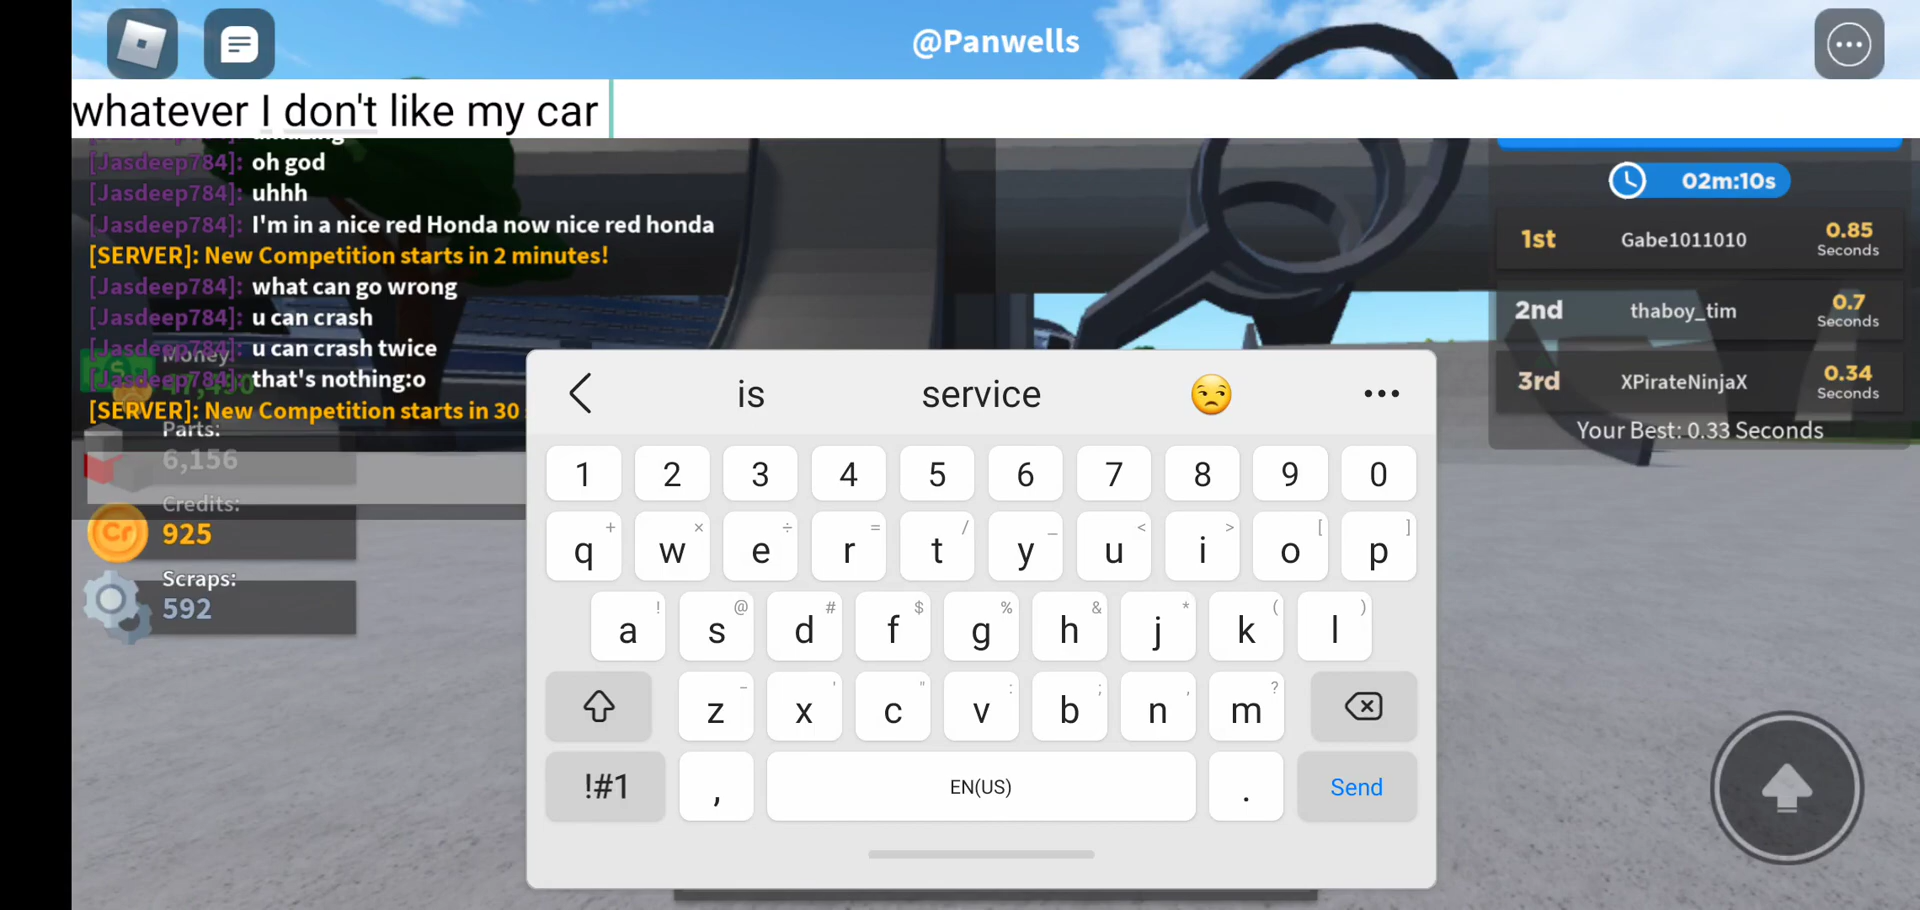 @Panwells
whatever I don't like my car
[Jasdeep784]: oh god
[Jasdeep784]: uhhh
[Jasdeep784]: I'm in a nice red Honda now nice red honda
[SERVER]: New Competition starts in 2 minutes!
[Jasdeep784]: what can go wrong
[Jasdeep784]: u can crash
[Jasdeep784]: u can crash twice
[Jasdeep784]: that's nothing:o
[SERVER]: New Competition starts in 30
Money
Parts:
6,156
Credits:
Cr 925
Scraps:
592
02m:10s
1st Gabe1011010 0.85 Seconds
2nd thaboy_tim 0.7 Seconds
3rd XPirateNinjaX 0.34 Seconds
Your Best: 0.33 Seconds
is service
1 2 3 4 5 6 7 8 9 0
+ × ÷ = / _ < > [ ]
q w e r t y u i o p
! @ # $ % & * ( )
a s d f g h j k l
- ' " : ; , ?
z x c v b n m
!#1 , EN(US) . Send